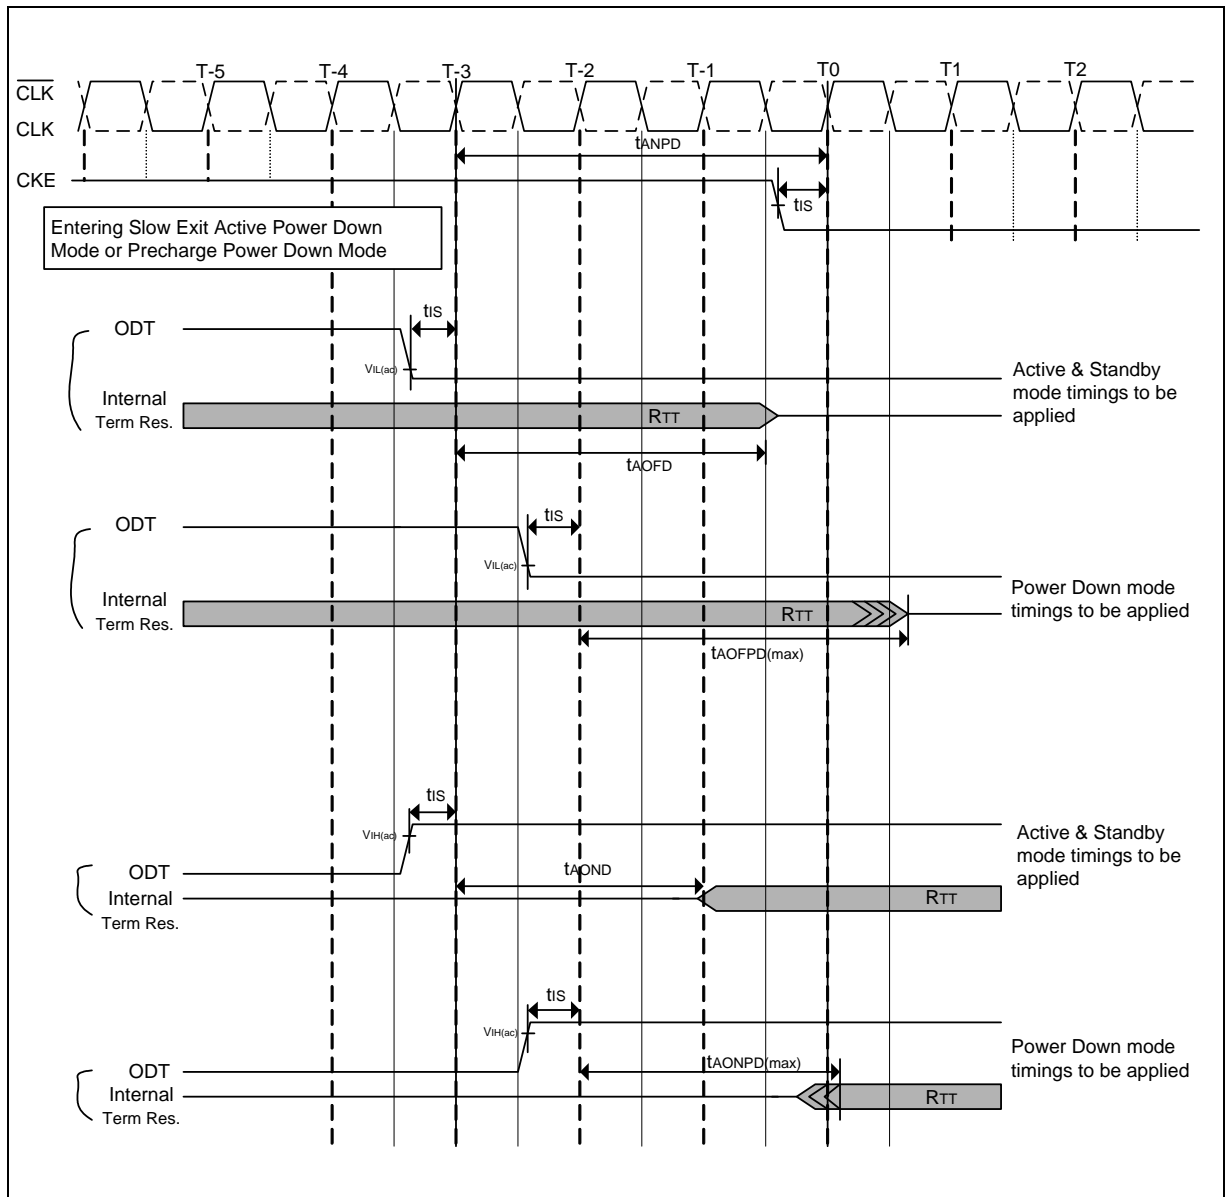 T-5 T-4 T-3 T-2 T-1 T0 T1 T2
CLK
CLK
tANPD
CKE
tIS
Entering Slow Exit Active Power Down
Mode or Precharge Power Down Mode
tIS
ODT
VIL(ac)
Active & Standby
mode timings to be
applied
Internal
Term Res.
RTT
tAOFD
tIS
ODT
VIL(ac)
Power Down mode
timings to be applied
Internal
Term Res.
RTT
tAOFPD(max)
tIS
VIH(ac)
Active & Standby
mode timings to be
applied
ODT
tAOND
Internal
Term Res.
RTT
tIS
VIH(ac)
Power Down mode
timings to be applied
ODT
tAONPD(max)
Internal
Term Res.
RTT